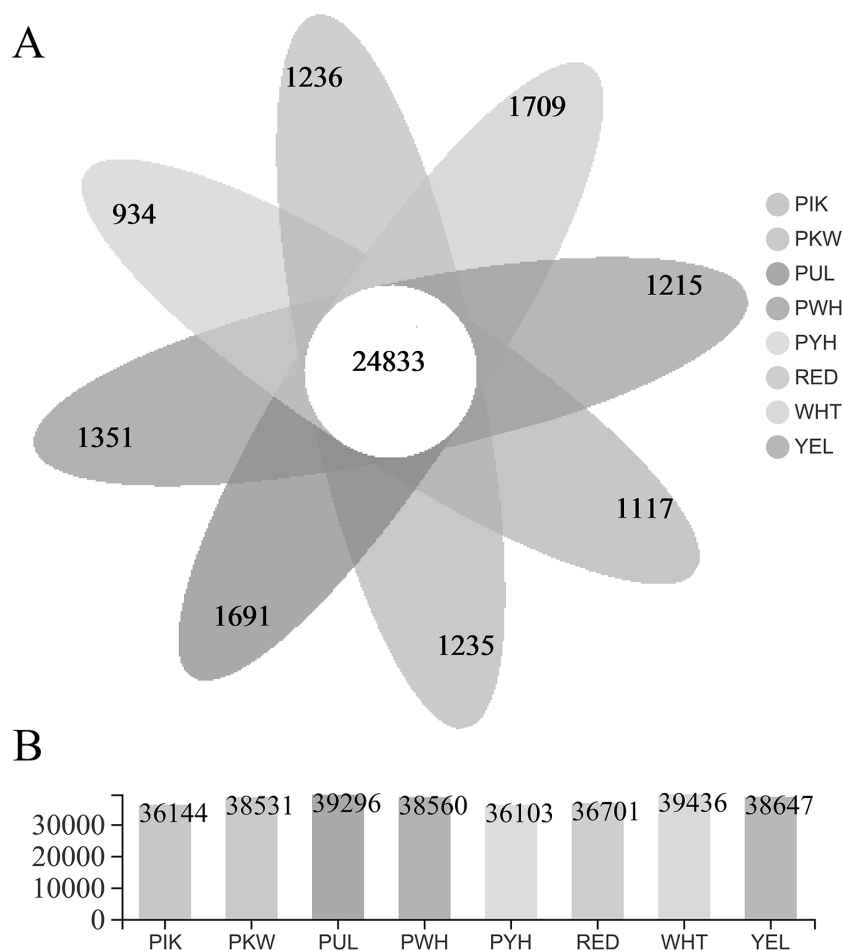 A
1236
1709
934
PIK
PKW
1215
PUL
PWH
PYH
24833
RED
WHT
1351
YEL
1117
1691
1235
B
36144 38531 39296 38560 36103 36701 39436 38647
30000
20000
10000
0
PIK PKW PUL PWH PYH RED WHT YEL